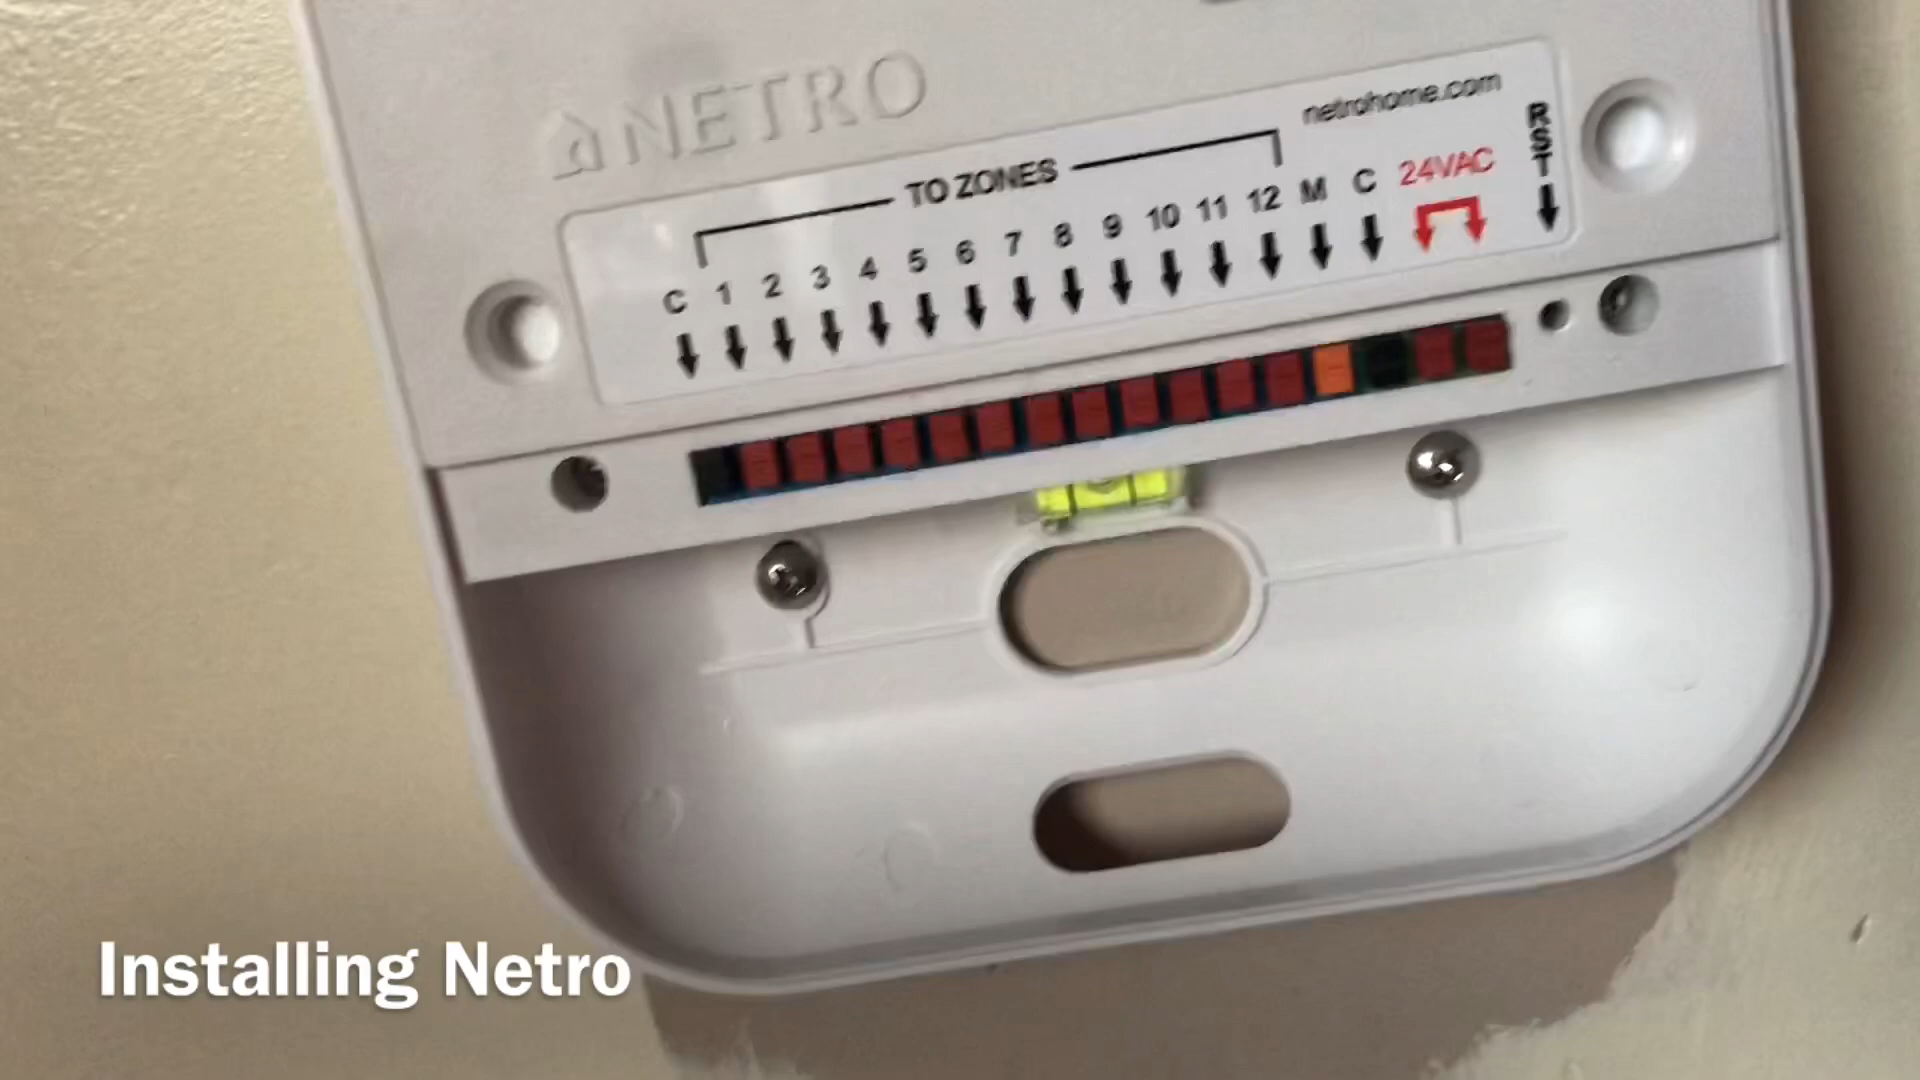 NETRO
netrohome.com
RST
TO ZONES
24VAC
C 1 2 3 4 5 6 7 8 9 10 11 12 M C
Installing Netro